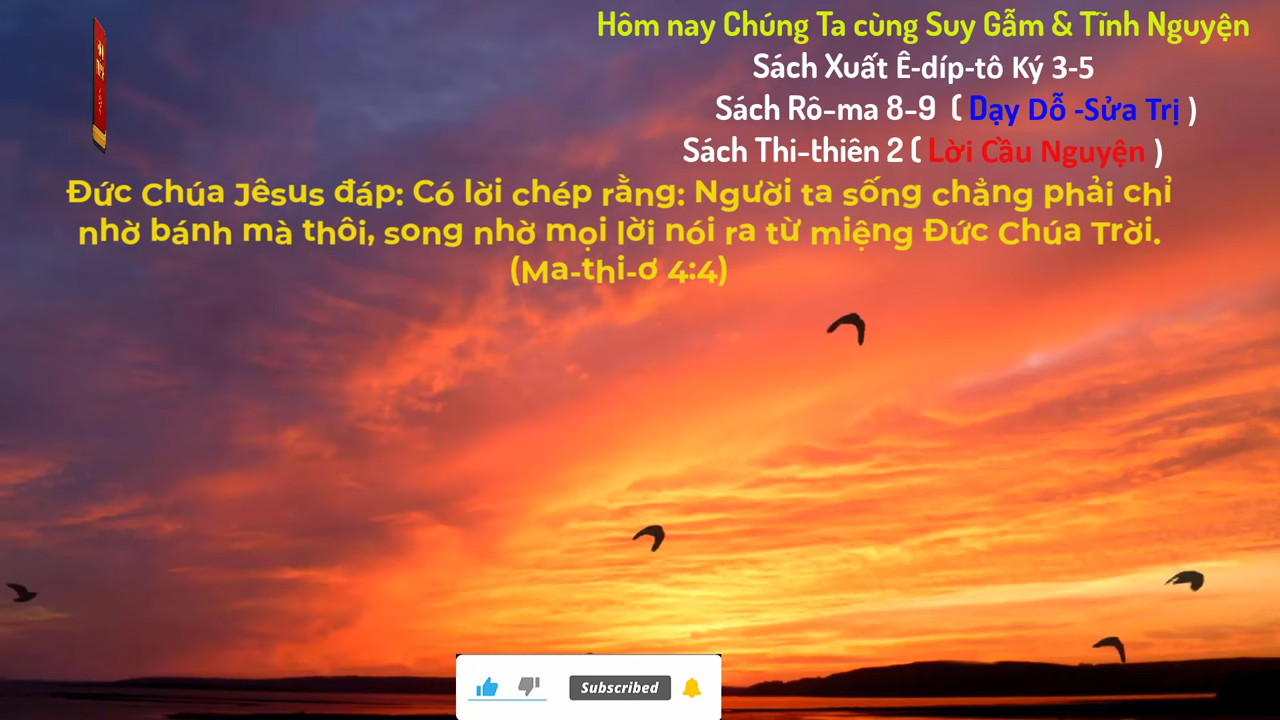 Hôm nay Chúng Ta cùng Suy Gẫm & Tĩnh Nguyện
Sách Xuất Ê-díp-tô Ký 3-5
Sách Rô-ma 8-9 ( Dạy Dỗ -Sửa Trị )
Sách Thi-thiên 2 ( Lời Cầu Nguyện )
Đức Chúa Jêsus đáp: Có lời chép rằng: Người ta sống chẳng phải chỉ
nhờ bánh mà thôi, song nhờ mọi lời nói ra từ miệng Đức Chúa Trời.
(Ma-thi-ơ 4:4)
Subscribed